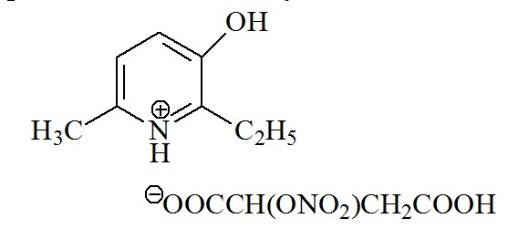 OH
⊕
H₃C N C₂H₅
H
⊖OOCCH(ONO₂)CH₂COOH